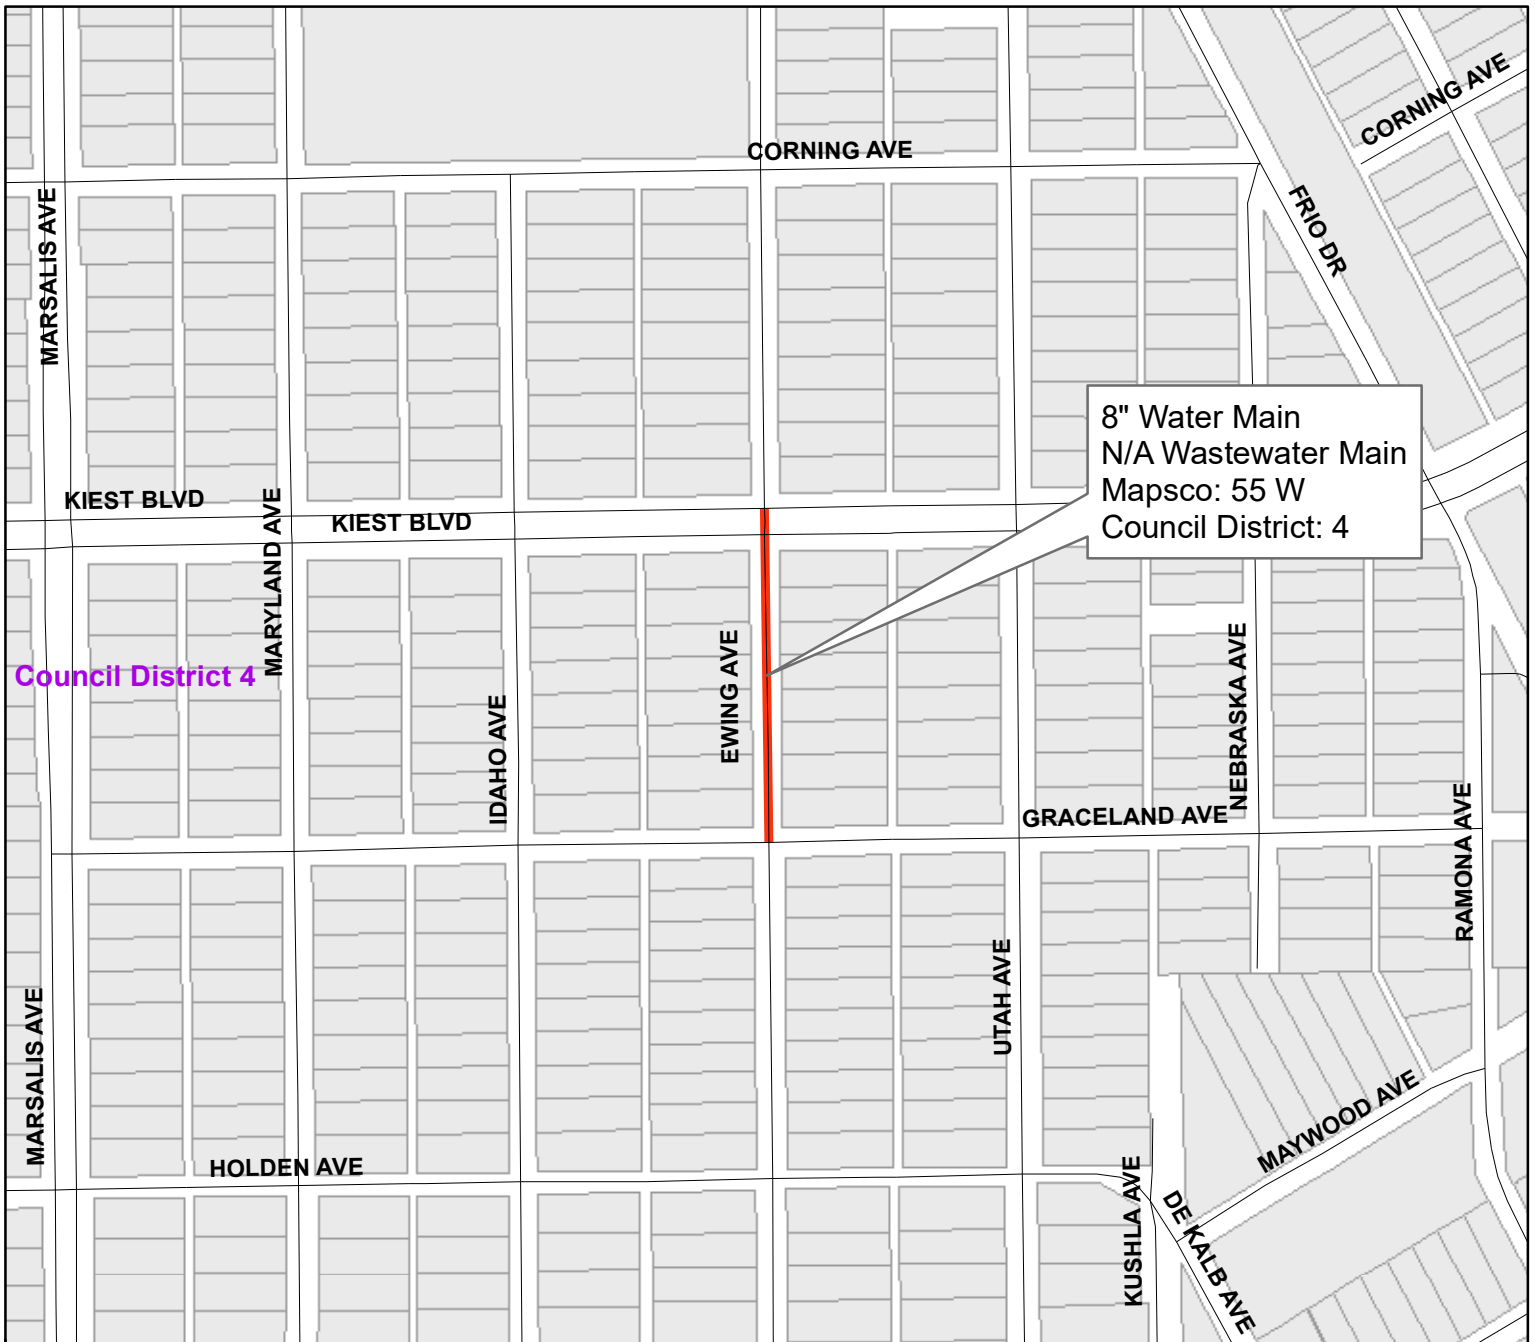 CORNING AVE
CORNING AVE
MARSALIS AVE
FRIO DR
8" Water Main
N/A Wastewater Main
Mapsco: 55 W
Council District: 4
KIEST BLVD
KIEST BLVD
MARYLAND AVE
Council District 4
EWING AVE
IDAHO AVE
NEBRASKA AVE
GRACELAND AVE
RAMONA AVE
UTAH AVE
MARSALIS AVE
MAYWOOD AVE
HOLDEN AVE
KUSHLA AVE
DE KALB AVE